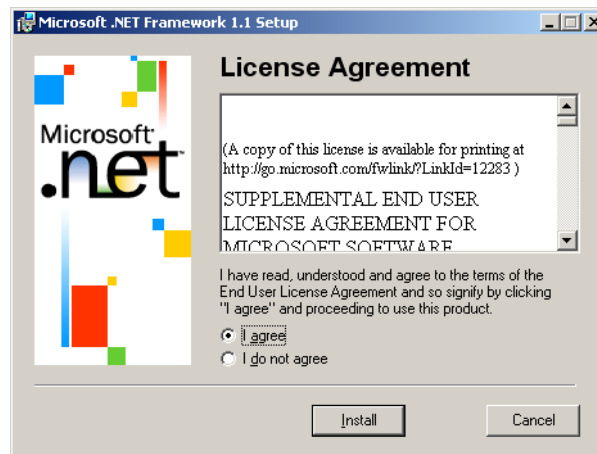 Microsoft .NET Framework 1.1 Setup
License Agreement
Microsoft
.net
(A copy of this license is available for printing at
http://go.microsoft.com/fwlink/?LinkId=12283 )
SUPPLEMENTAL END USER
LICENSE AGREEMENT FOR
MICROSOFT SOFTWARE
I have read, understood and agree to the terms of the
End User License Agreement and so signify by clicking
"I agree" and proceeding to use this product.
I agree
I do not agree
Install
Cancel